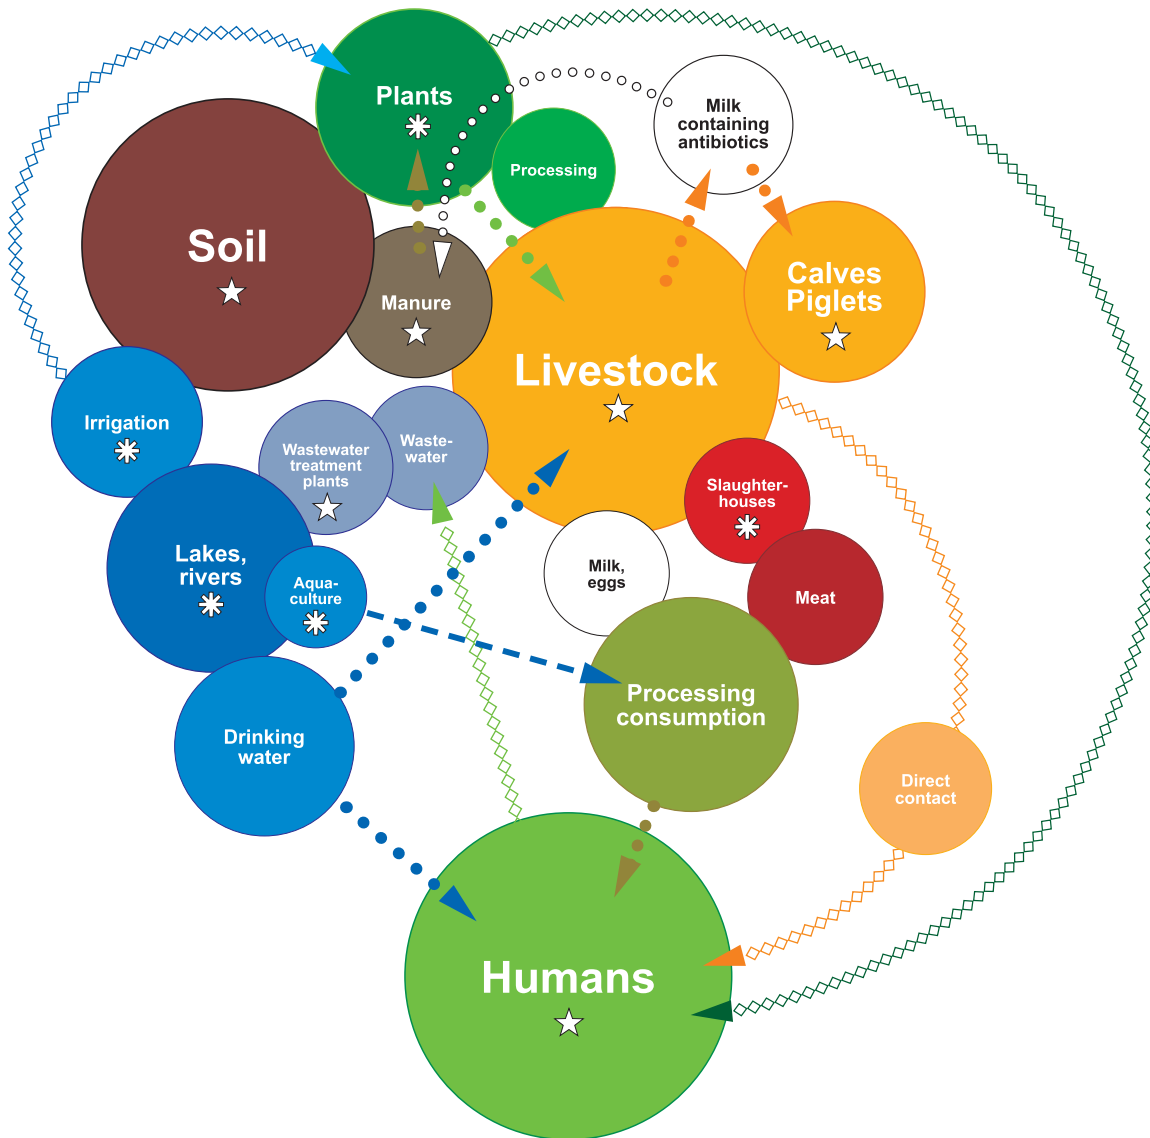 Plants
Milk
containing
antibiotics
Processing
Soil
Calves
Piglets
Manure
Livestock
Irrigation
Wastewater
treatment
plants
Waste-
water
Slaughter-
houses
Lakes,
rivers
Aqua-
culture
Milk,
eggs
Meat
Processing
consumption
Drinking
water
Direct
contact
Humans